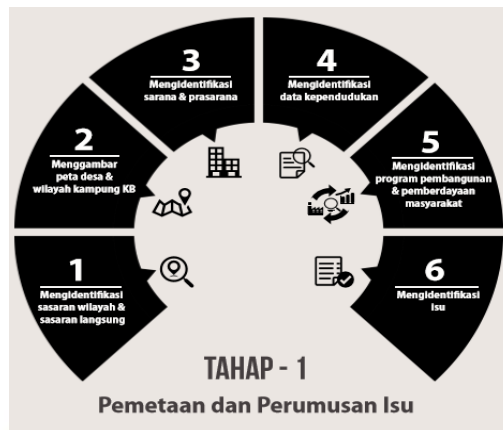 1
Mengidentifikasi
sasaran wilayah &
sasaran langsung
2
Menggambar
peta desa &
wilayah kampung KB
3
Mengidentifikasi
sarana & prasarana
4
Mengidentifikasi
data kependudukan
5
Mengidentifikasi
program pembangunan
& pemberdayaan
masyarakat
6
Mengidentifikasi
isu
TAHAP - 1
Pemetaan dan Perumusan Isu